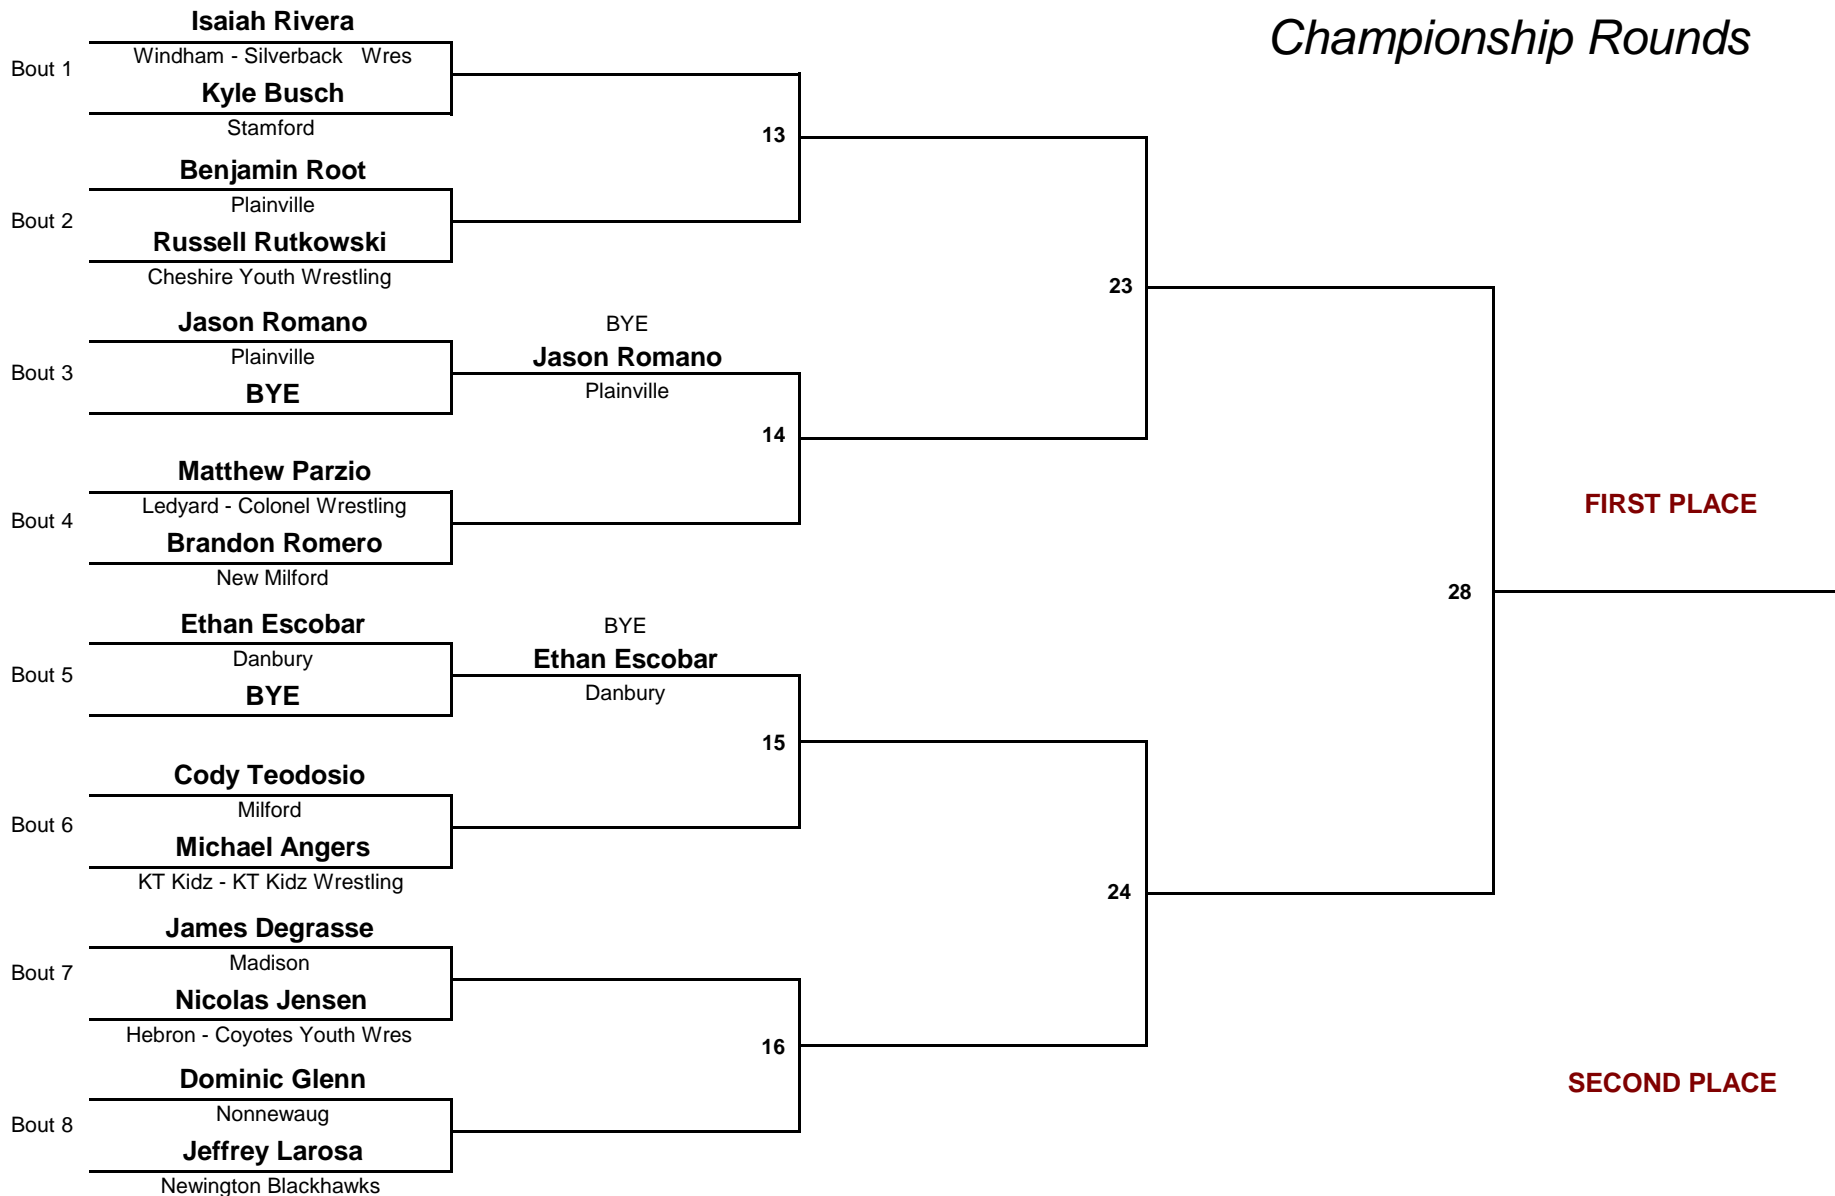 Championship Rounds
Isaiah Rivera
Bout 1
Windham - Silverback Wres
Kyle Busch
Stamford
13
Benjamin Root
Bout 2
Plainville
Russell Rutkowski
Cheshire Youth Wrestling
23
Jason Romano
Bout 3
Plainville
BYE
BYE
Jason Romano
Plainville
14
Matthew Parzio
Bout 4
Ledyard - Colonel Wrestling
Brandon Romero
New Milford
FIRST PLACE
28
Ethan Escobar
Bout 5
Danbury
BYE
BYE
Ethan Escobar
Danbury
15
Cody Teodosio
Bout 6
Milford
Michael Angers
KT Kidz - KT Kidz Wrestling
24
James Degrasse
Bout 7
Madison
Nicolas Jensen
Hebron - Coyotes Youth Wres
16
Dominic Glenn
Bout 8
Nonnewaug
Jeffrey Larosa
Newington Blackhawks
SECOND PLACE